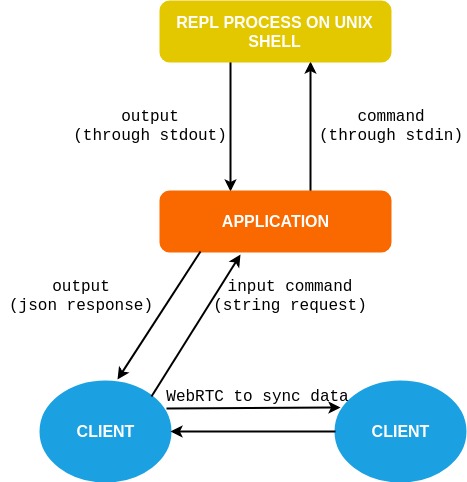 REPL PROCESS ON UNIX
SHELL
output
(through stdout)
command
(through stdin)
APPLICATION
output
(json response)
input command
(string request)
WebRTC to sync data
CLIENT
CLIENT